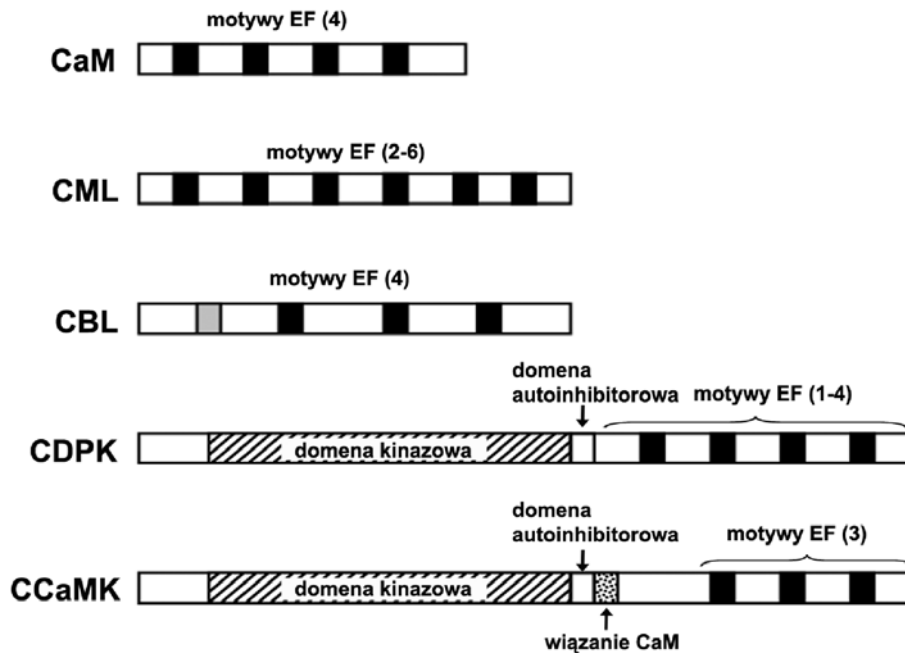 motywy EF (4)
CaM
motywy EF (2-6)
CML
motywy EF (4)
CBL
domena
autoinhibitorowa
motywy EF (1-4)
CDPK
domena kinazowa
domena
autoinhibitorowa
motywy EF (3)
CCaMK
domena kinazowa
wiązanie CaM